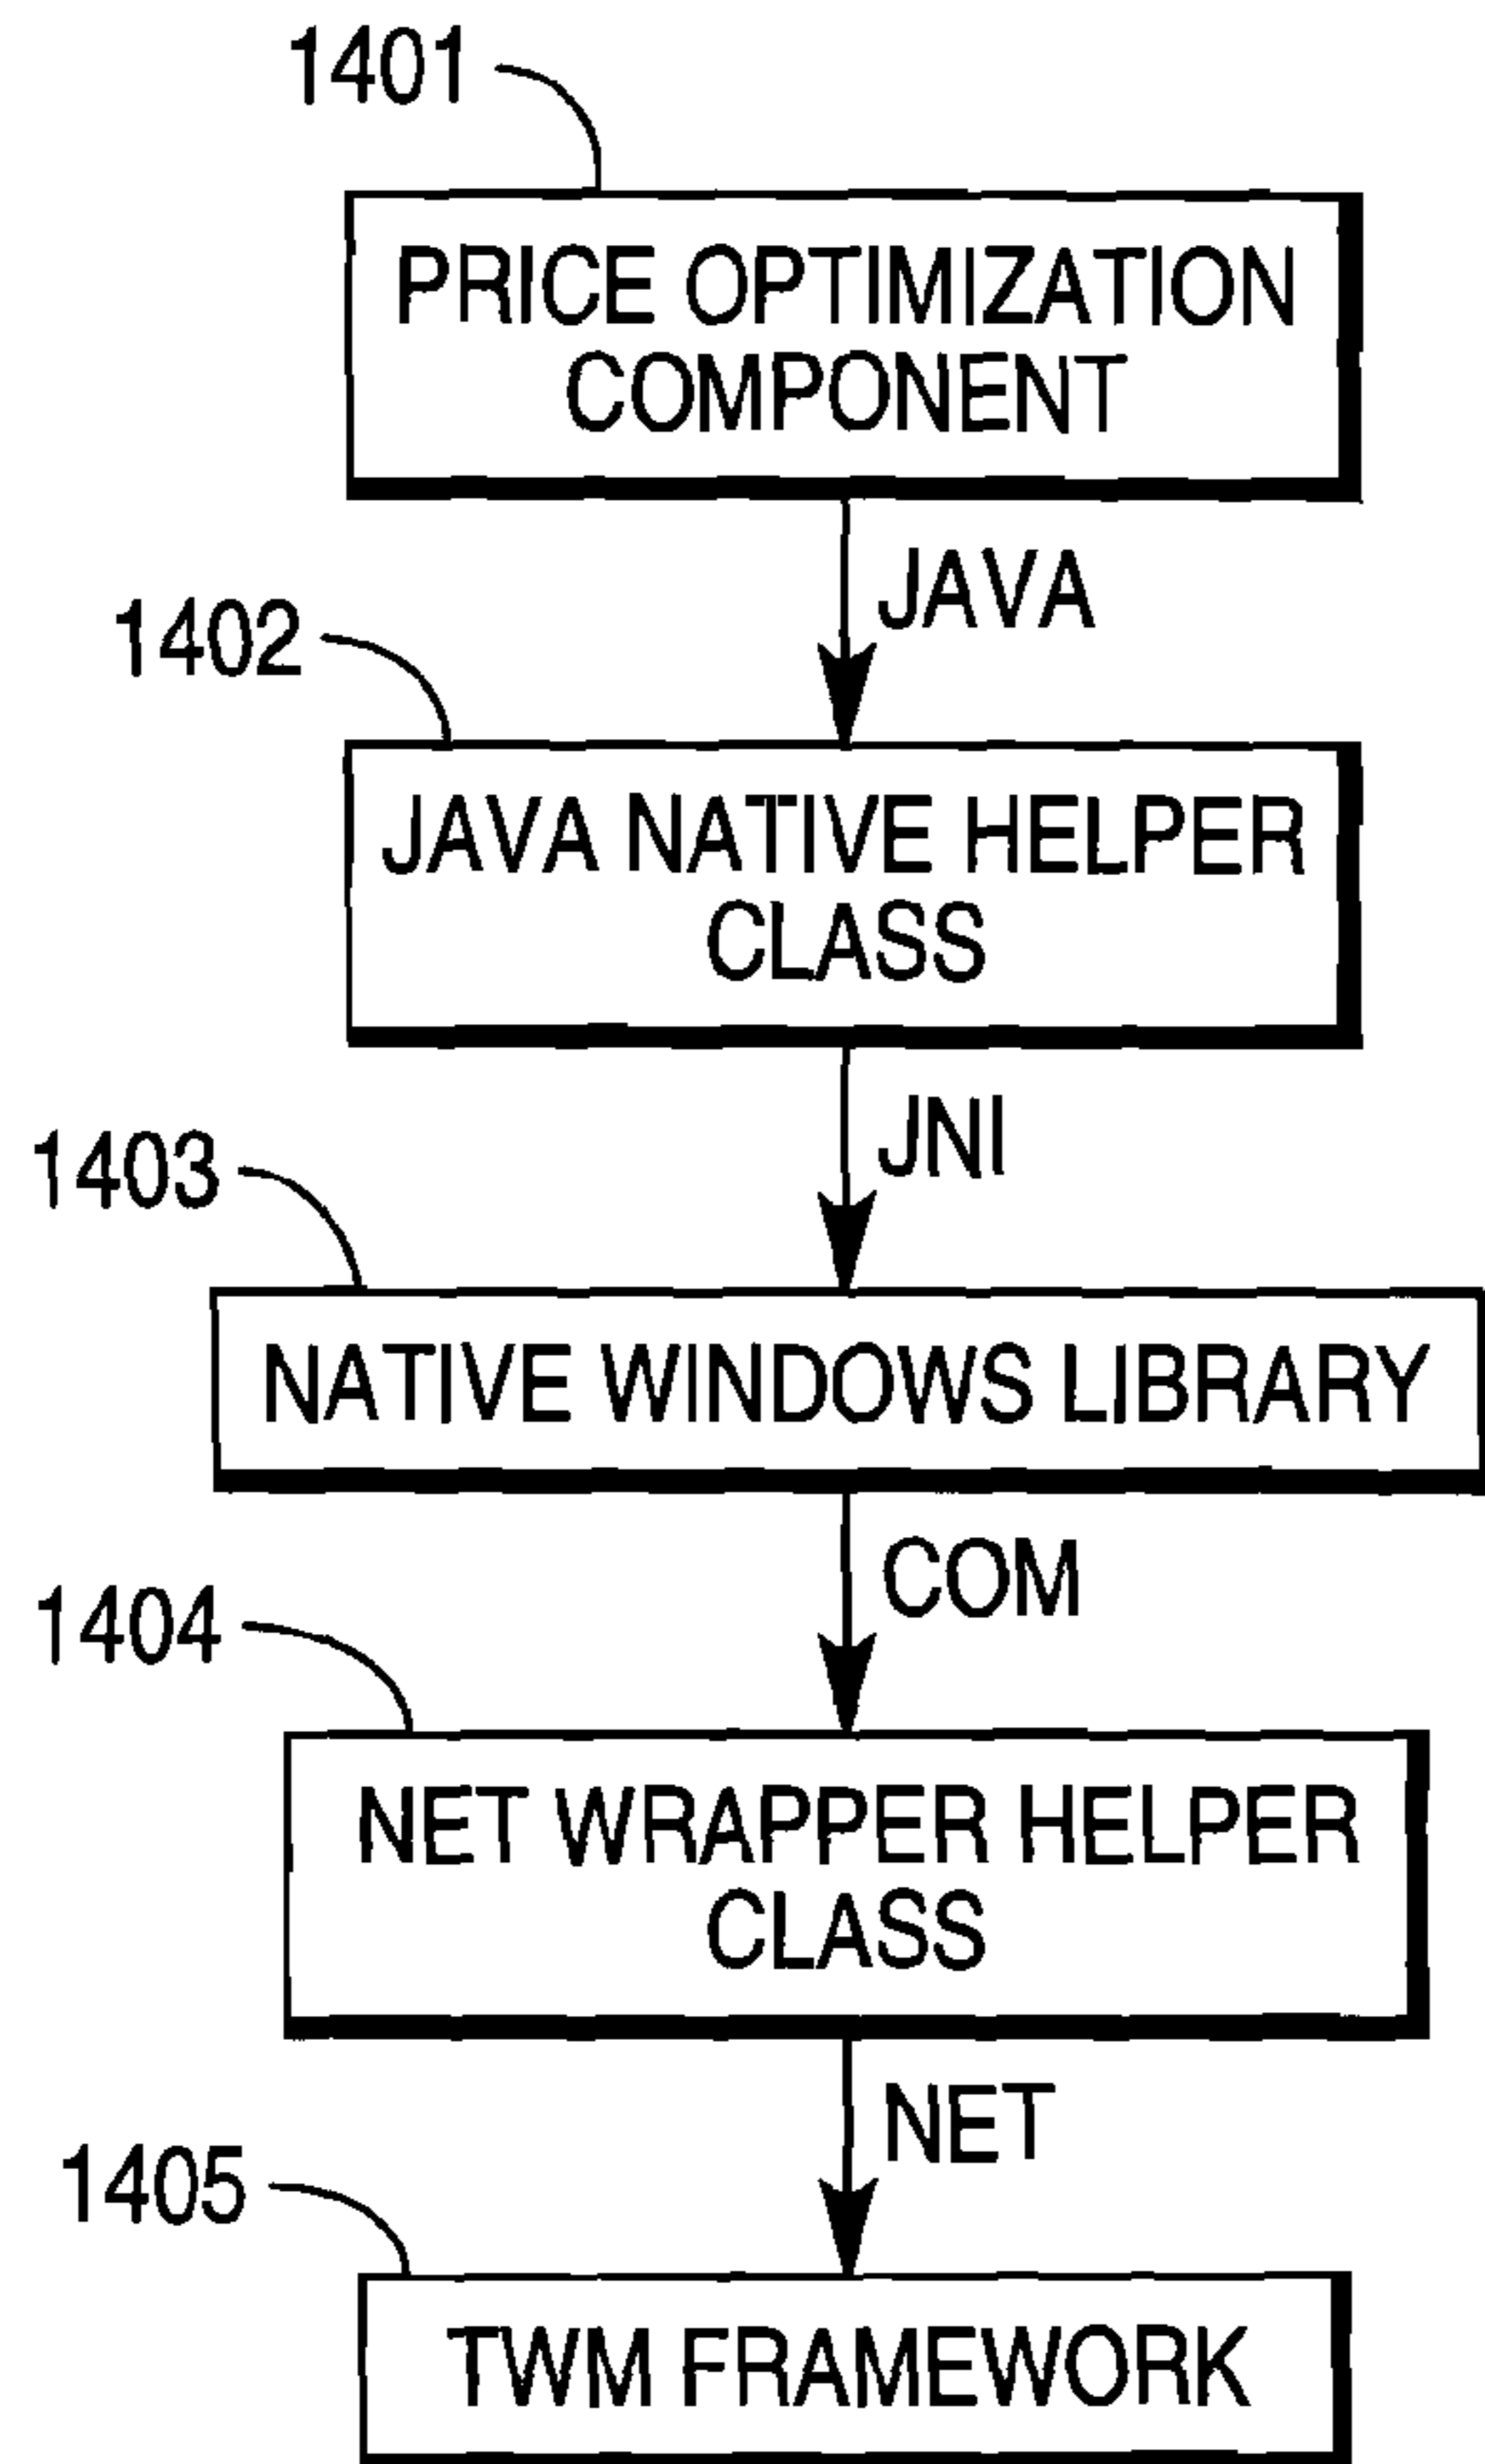 1401
PRICE OPTIMIZATION
COMPONENT
JAVA
1402
JAVA NATIVE HELPER
CLASS
JNI
1403
NATIVE WINDOWS LIBRARY
COM
1404
NET WRAPPER HELPER
CLASS
NET
1405
TWM FRAMEWORK